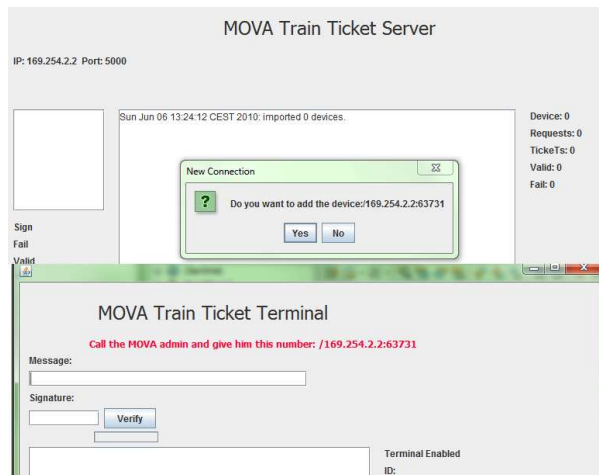 MOVA Train Ticket Server
IP: 169.254.2.2 Port: 5000
Sun Jun 06 13:24:12 CEST 2010: imported 0 devices.
Device: 0
Requests: 0
TickeTs: 0
Valid: 0
Fail: 0
New Connection
Do you want to add the device:/169.254.2.2:63731
Yes No
Sign
Fail
Valid
MOVA Train Ticket Terminal
Call the MOVA admin and give him this number: /169.254.2.2:63731
Message:
Signature:
Verify
Terminal Enabled
ID: